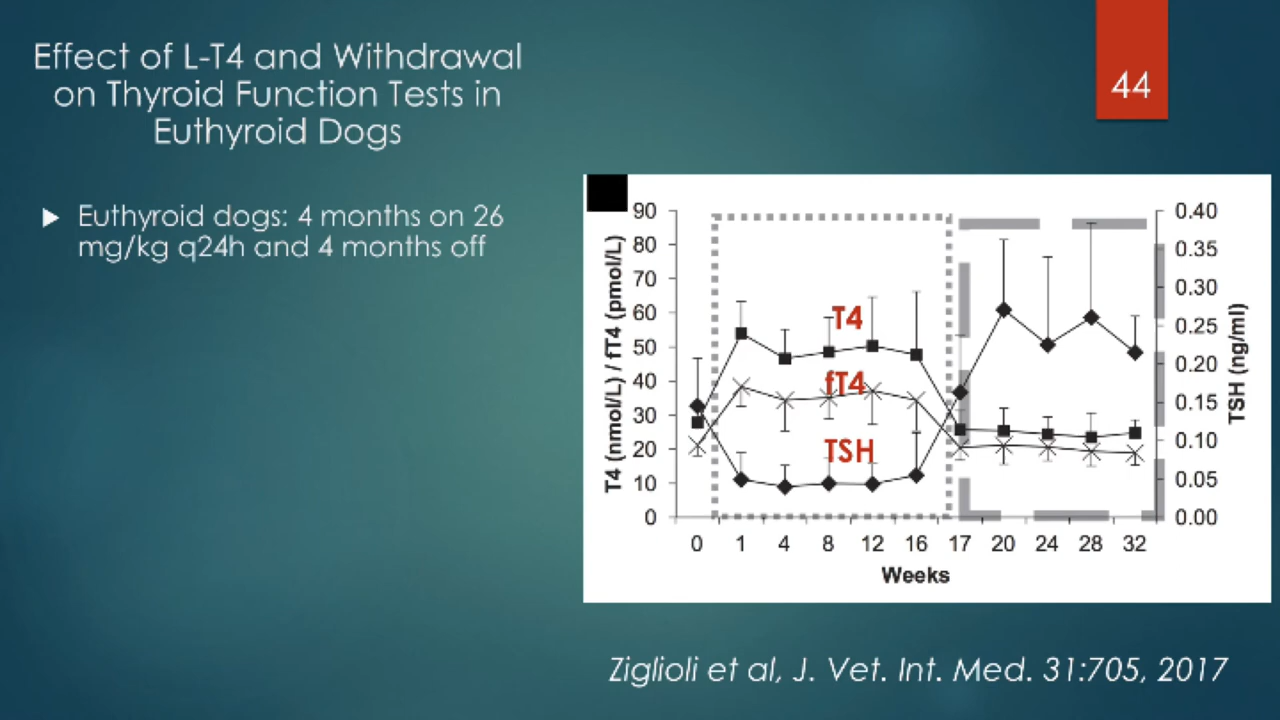 Effect of L-T4 and Withdrawal
on Thyroid Function Tests in
Euthyroid Dogs
44
Euthyroid dogs: 4 months on 26
mg/kg q24h and 4 months off
T4 (nmol/L) / fT4 (pmol/L)
90
80
70
60
50
40
30
20
10
0
T4
fT4
TSH
0.40
0.35
0.30
0.25
0.20
0.15
0.10
0.05
0.00
TSH (ng/ml)
0 1 4 8 12 16 17 20 24 28 32
Weeks
Ziglioli et al, J. Vet. Int. Med. 31:705, 2017